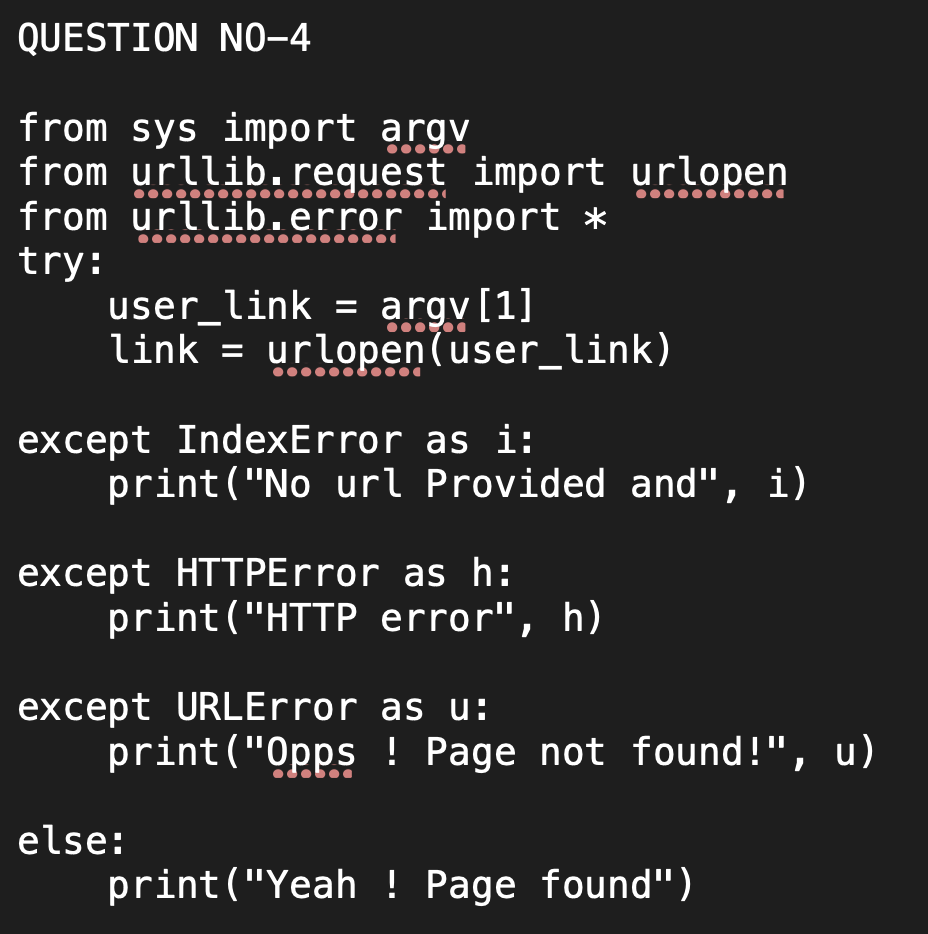 QUESTION NO-4
from sys import argv
from urllib.request import urlopen
from urllib.error import *
try:
    user_link = argv[1]
    link = urlopen(user_link)
except IndexError as i:
    print("No url Provided and", i)
except HTTPError as h:
    print("HTTP error", h)
except URLError as u:
    print("Opps ! Page not found!", u)
else:
    print("Yeah ! Page found")